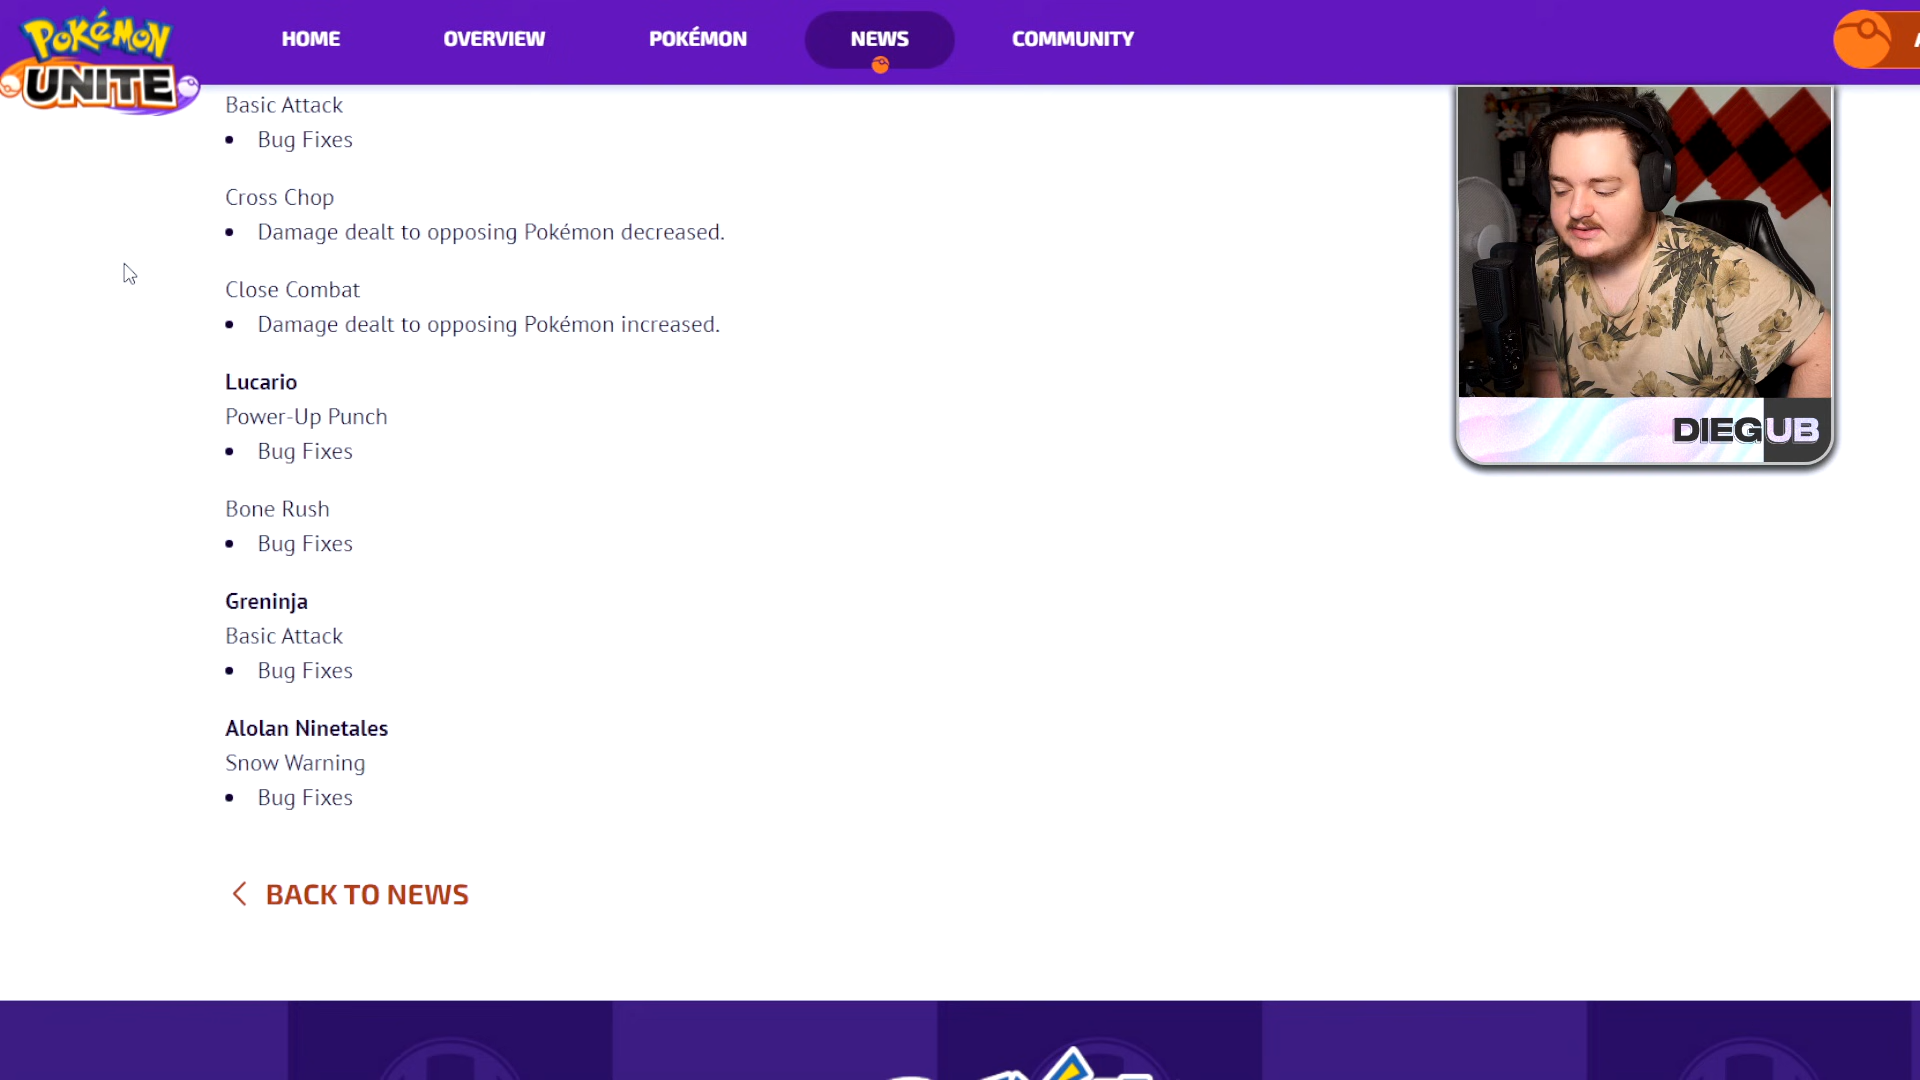 POKÉMON
UNITE
HOME
OVERVIEW
POKÉMON
NEWS
COMMUNITY
Basic Attack
• Bug Fixes
Cross Chop
• Damage dealt to opposing Pokémon decreased.
Close Combat
• Damage dealt to opposing Pokémon increased.
Lucario
Power-Up Punch
• Bug Fixes
Bone Rush
• Bug Fixes
Greninja
Basic Attack
• Bug Fixes
Alolan Ninetales
Snow Warning
• Bug Fixes
BACK TO NEWS
DIEGUB